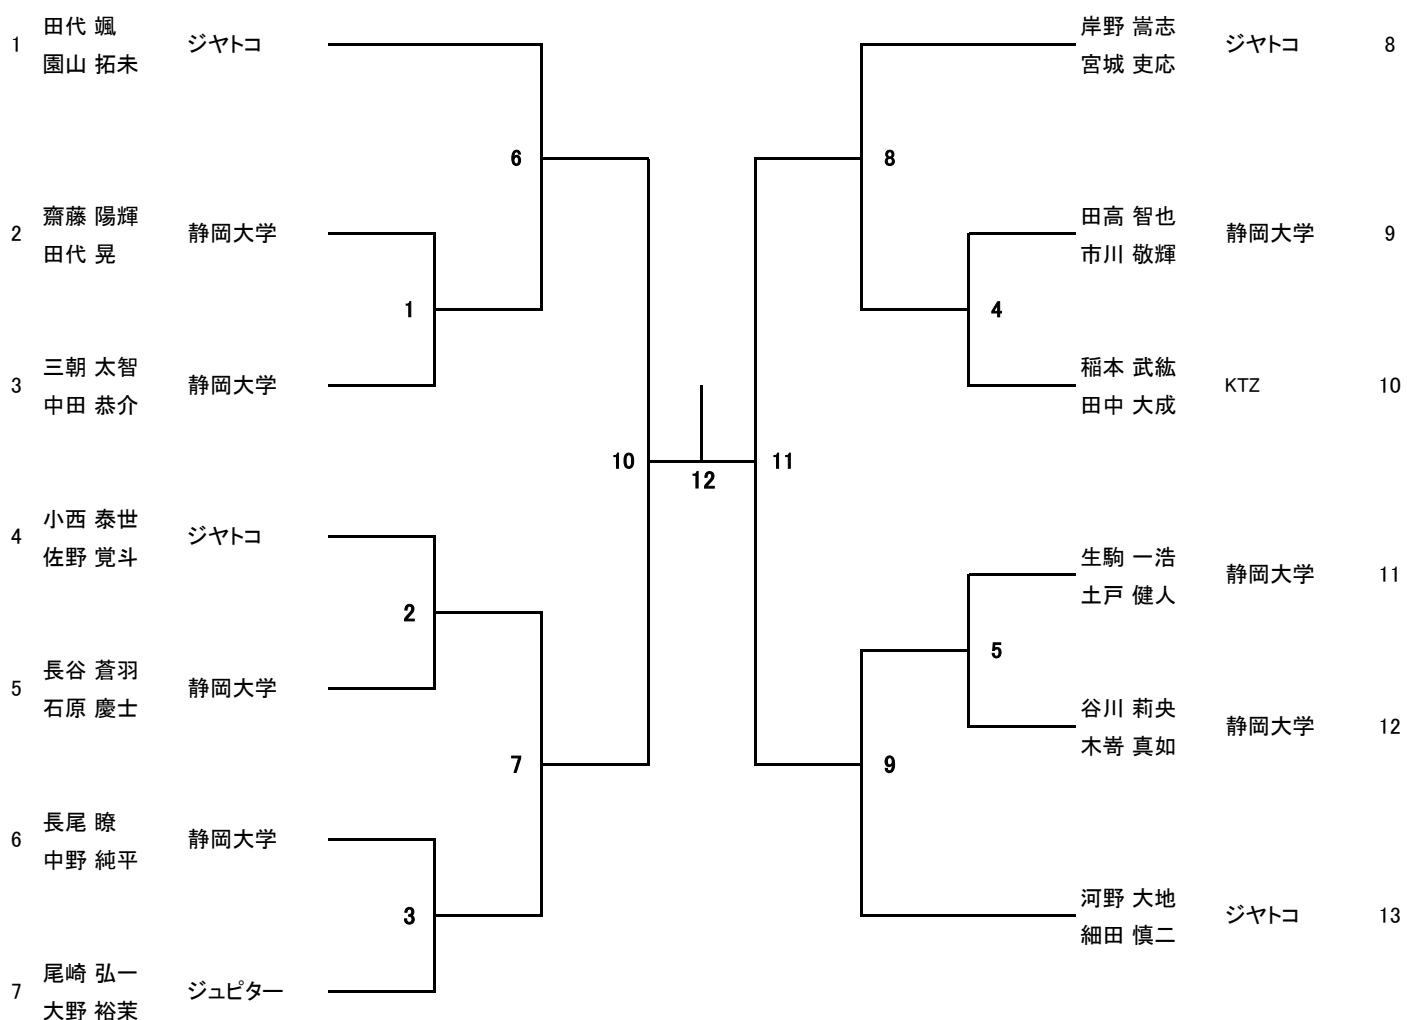 1 田代 颯 ジヤトコ
園山 拓未
2 齋藤 陽輝 静岡大学
田代 晃
3 三朝 太智 静岡大学
中田 恭介
4 小西 泰世 ジヤトコ
佐野 覚斗
5 長谷 蒼羽 静岡大学
石原 慶士
6 長尾 瞭 静岡大学
中野 純平
7 尾崎 弘一 ジュピター
大野 裕茉
6
1
2
7
3
10
12
11
8
4
5
9
岸野 嵩志 ジヤトコ 8
宮城 吏応
田高 智也 静岡大学 9
市川 敬輝
稲本 武紘 KTZ 10
田中 大成
生駒 一浩 静岡大学 11
土戸 健人
谷川 莉央 静岡大学 12
木嵜 真如
河野 大地 ジヤトコ 13
細田 慎二